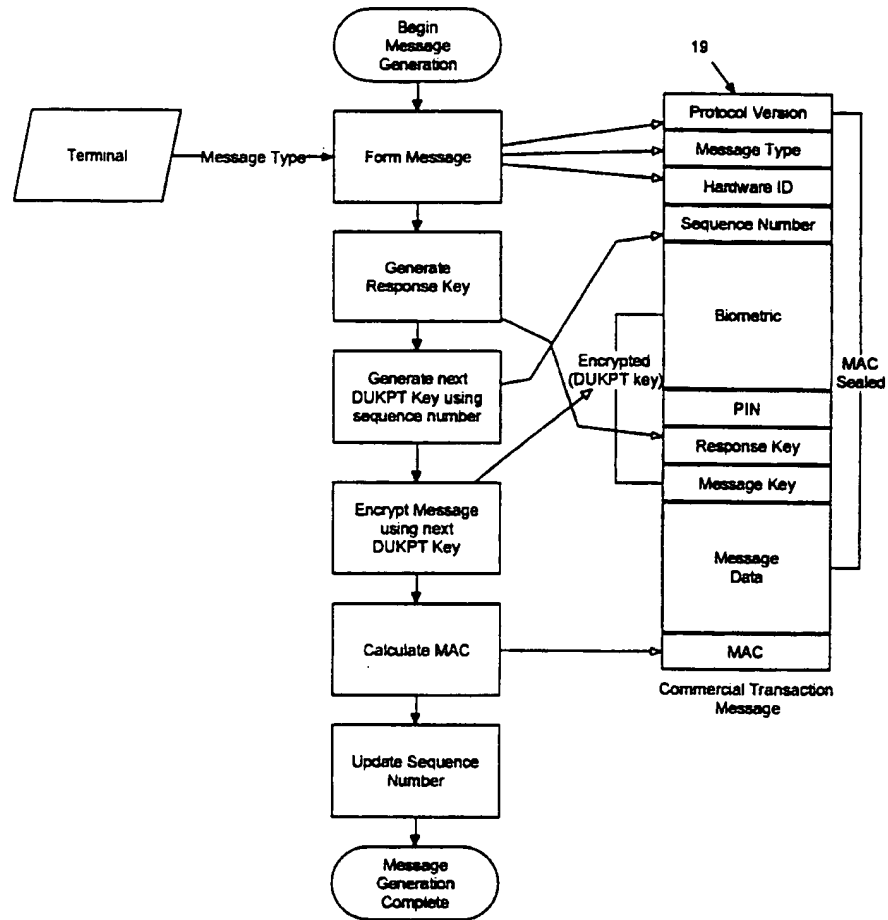 Begin
Message
Generation
19
Terminal
Message Type
Form Message
Protocol Version
Message Type
Hardware ID
Sequence Number
Generate
Response Key
Biometric
Encrypted
(DUKPT key)
MAC
Sealed
Generate next
DUKPT Key using
sequence number
PIN
Response Key
Message Key
Encrypt Message
using next
DUKPT Key
Message
Data
Calculate MAC
MAC
Commercial Transaction
Message
Update Sequence
Number
Message
Generation
Complete